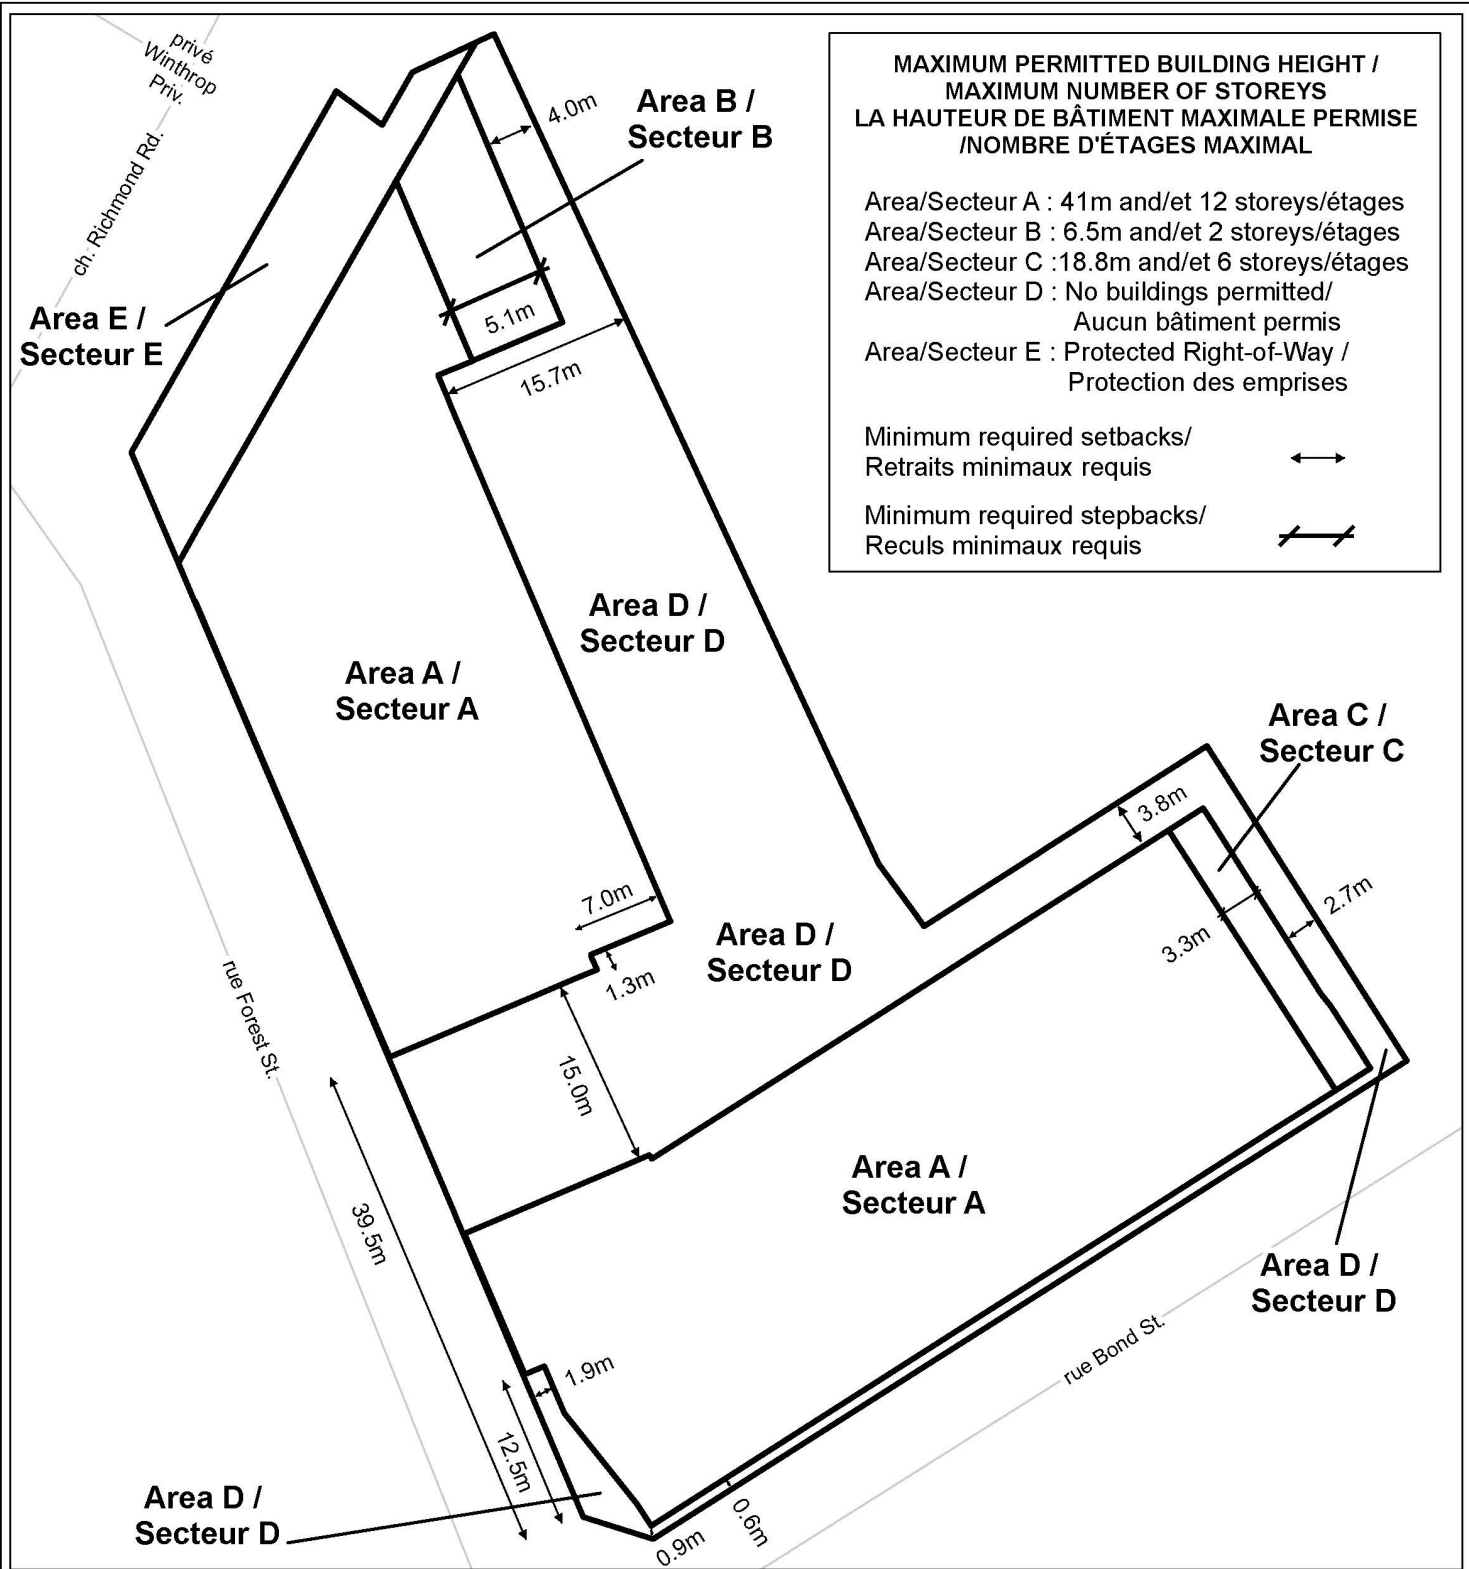 privé
Winthrop
Priv.
ch. Richmond Rd.
Area B /
Secteur B
4.0m
MAXIMUM PERMITTED BUILDING HEIGHT /
MAXIMUM NUMBER OF STOREYS
LA HAUTEUR DE BÂTIMENT MAXIMALE PERMISE
/NOMBRE D'ÉTAGES MAXIMAL
Area/Secteur A : 41m and/et 12 storeys/étages
Area/Secteur B : 6.5m and/et 2 storeys/étages
Area/Secteur C :18.8m and/et 6 storeys/étages
Area/Secteur D : No buildings permitted/
Aucun bâtiment permis
Area/Secteur E : Protected Right-of-Way /
Protection des emprises
Minimum required setbacks/
Retraits minimaux requis
Minimum required stepbacks/
Reculs minimaux requis
Area E /
Secteur E
5.1m
15.7m
Area D /
Secteur D
Area A /
Secteur A
Area C /
Secteur C
3.8m
2.7m
3.3m
7.0m
1.3m
Area D /
Secteur D
rue Forest St.
15.0m
39.5m
Area A /
Secteur A
Area D /
Secteur D
rue Bond St.
1.9m
12.5m
Area D /
Secteur D
0.9m
0.6m